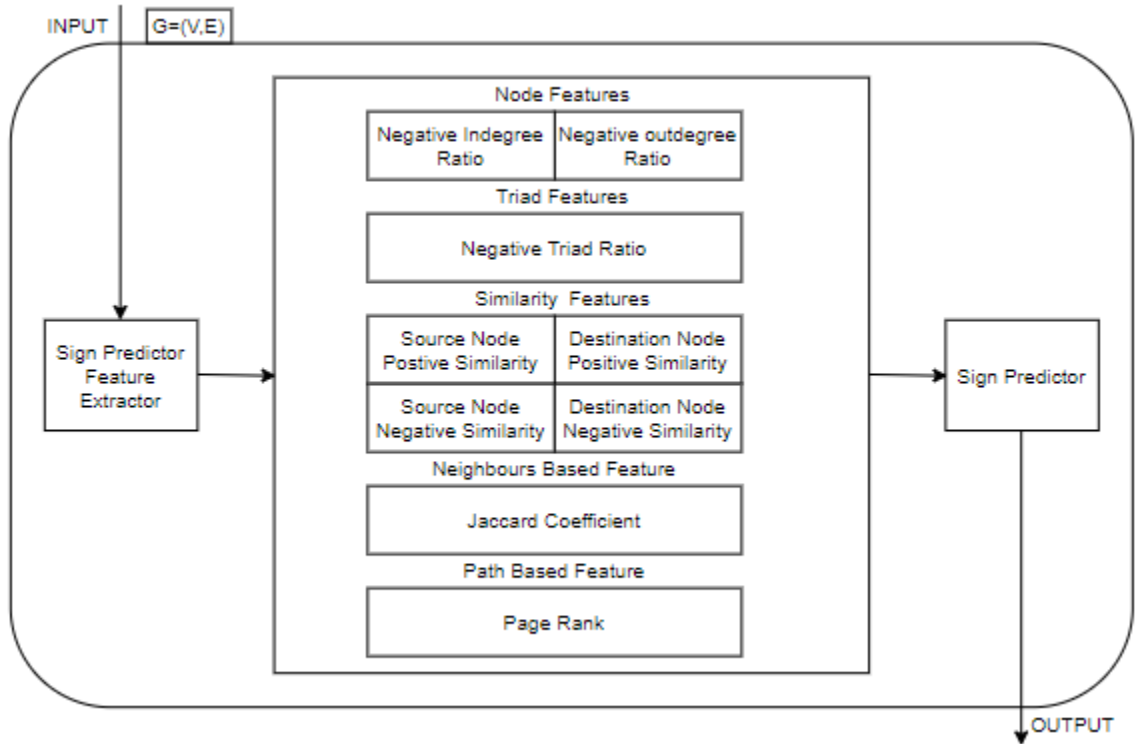 INPUT
G=(V,E)
Node Features
Negative Indegree
Ratio
Negative outdegree
Ratio
Triad Features
Negative Triad Ratio
Similarity Features
Source Node
Postive Similarity
Destination Node
Positive Similarity
Source Node
Negative Similarity
Destination Node
Negative Similarity
Neighbours Based Feature
Jaccard Coefficient
Path Based Feature
Page Rank
Sign Predictor
Feature
Extractor
Sign Predictor
OUTPUT